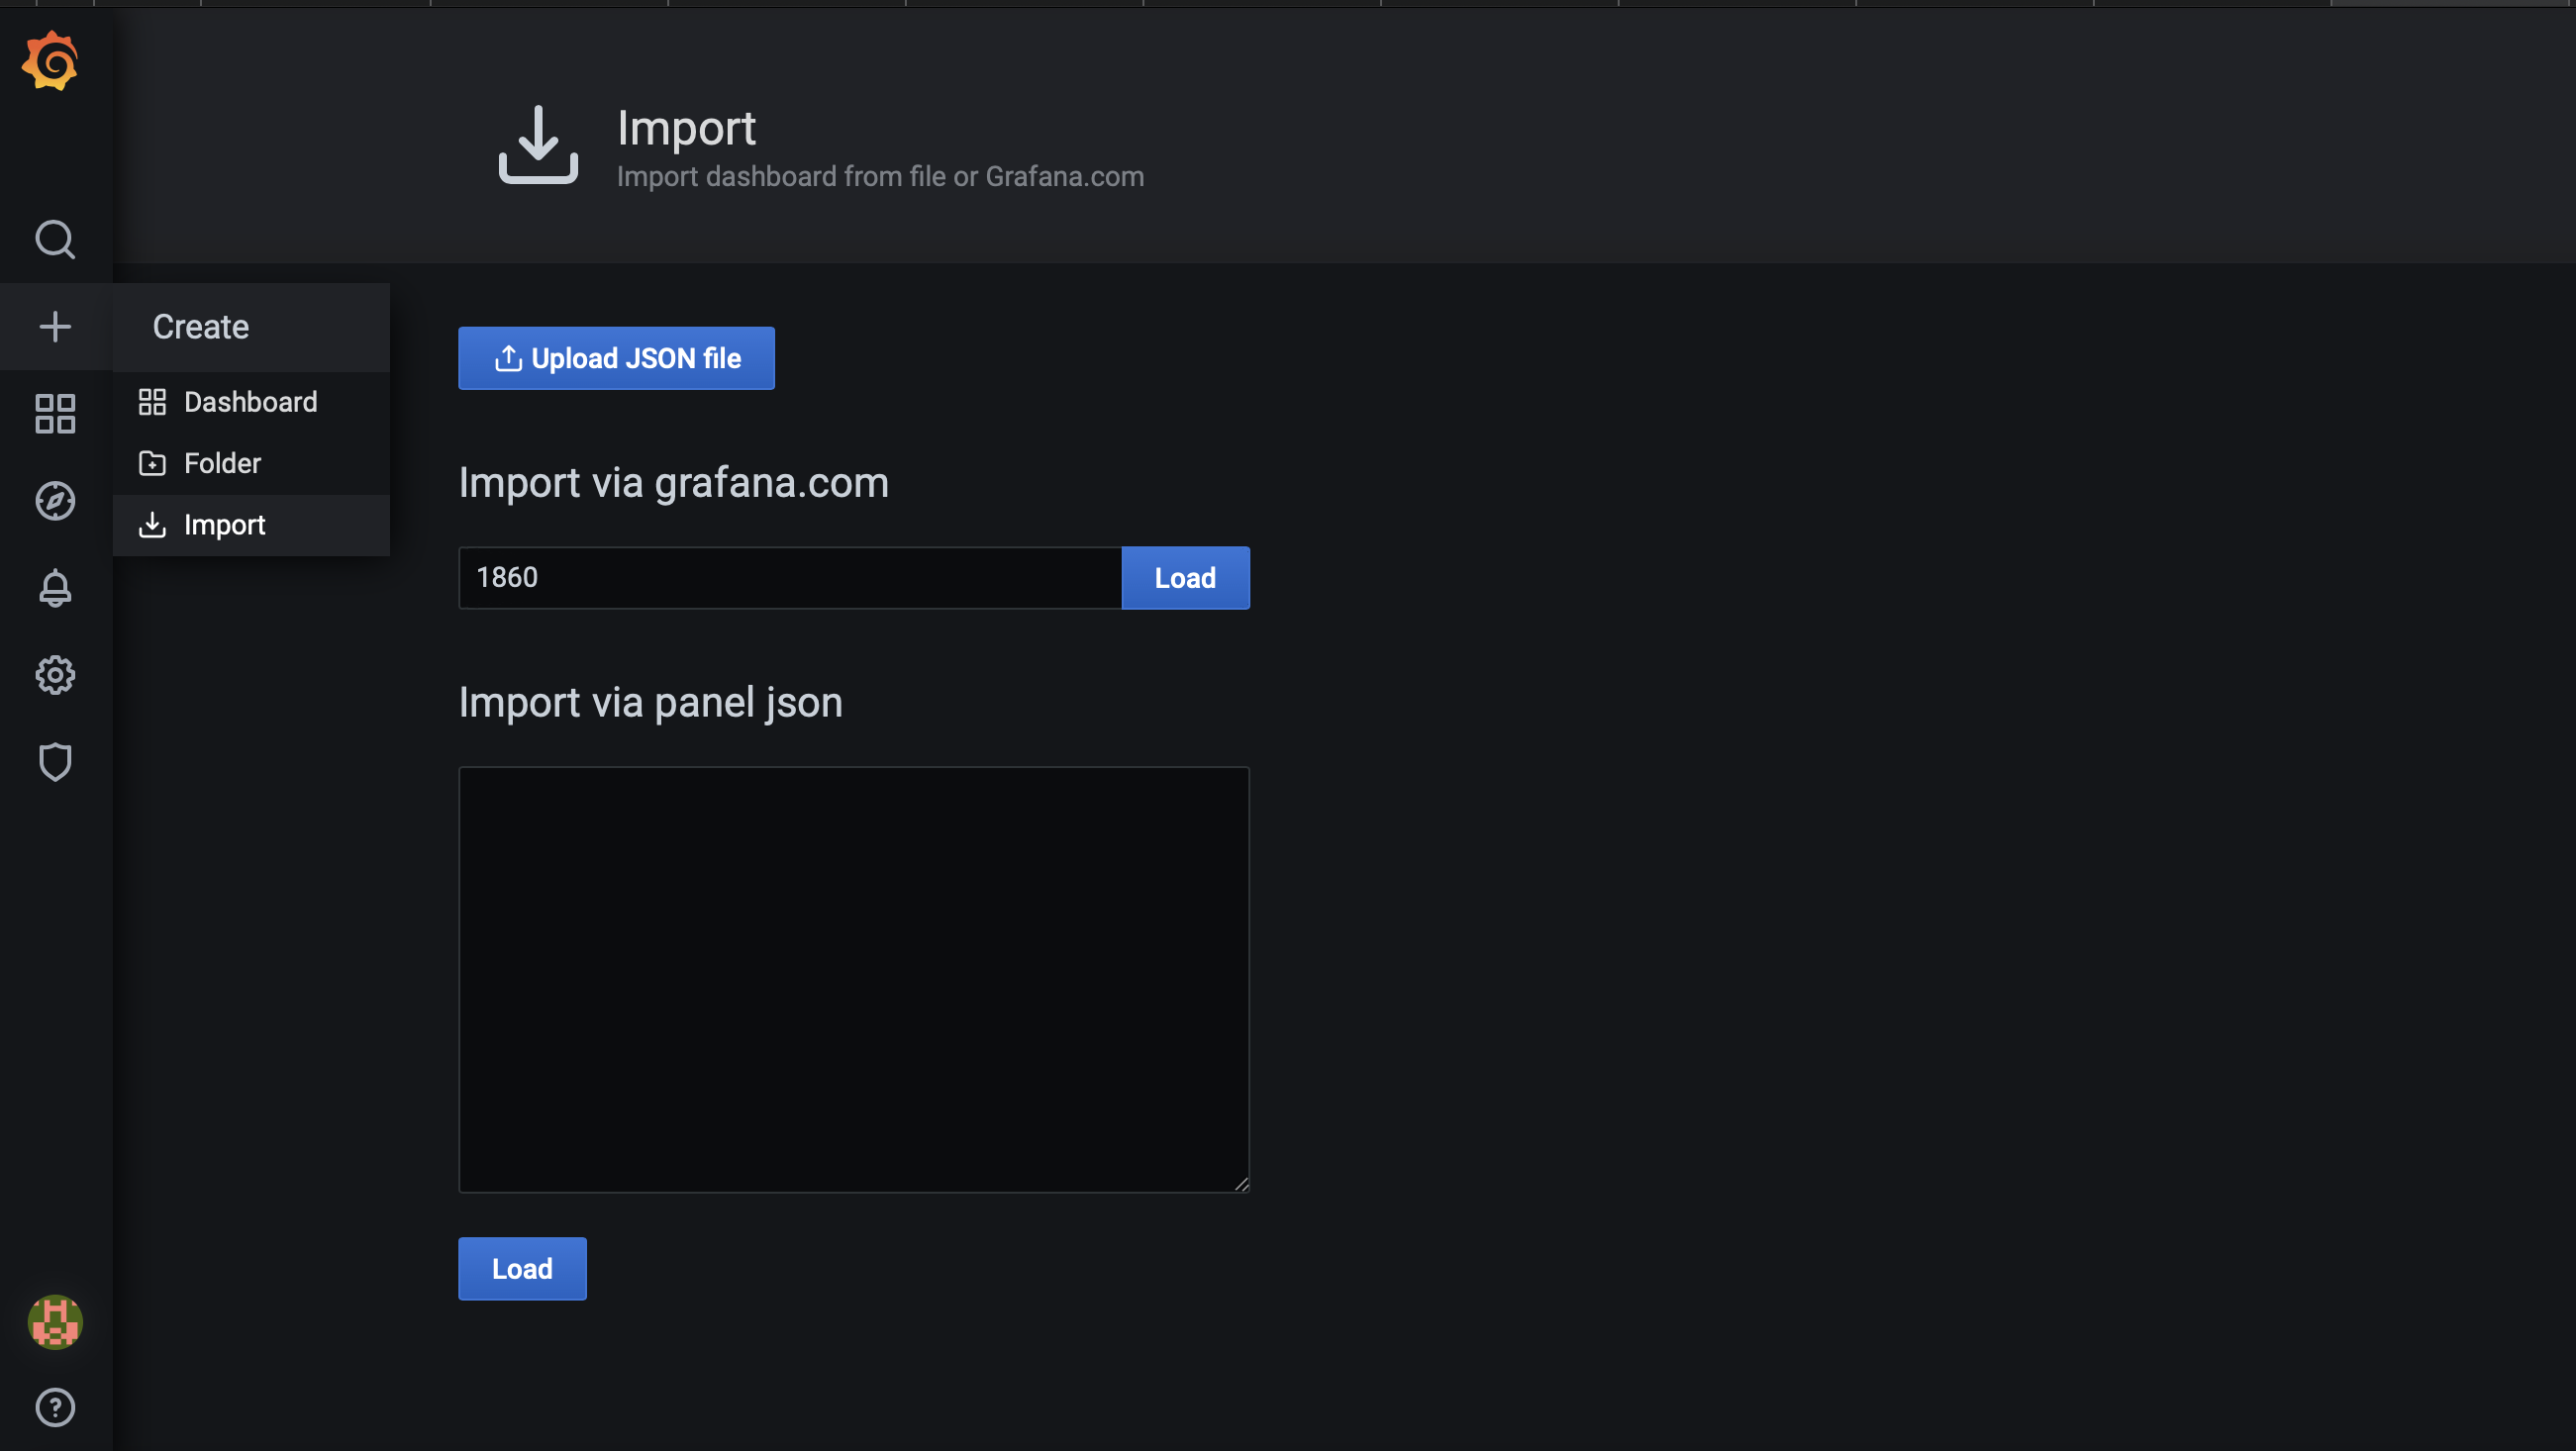 Import
Import dashboard from file or Grafana.com
Create
Dashboard
Folder
Import
Upload JSON file
Import via grafana.com
1860
Load
Import via panel json
Load